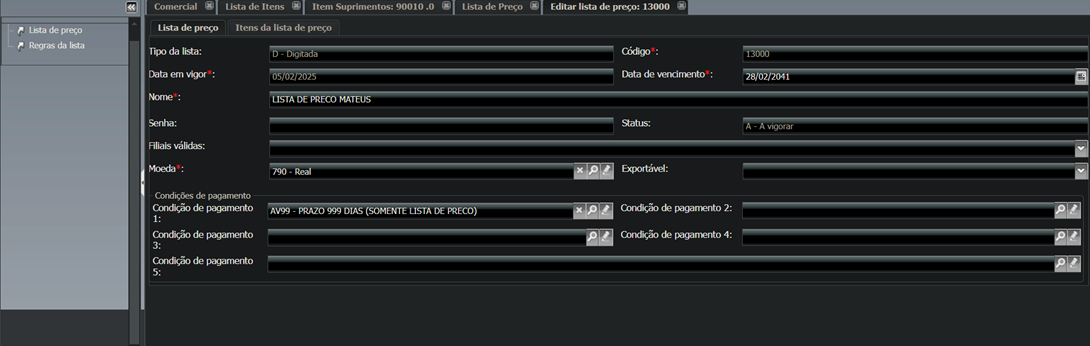 Comercial Lista de Itens Item Suprimentos: 90010 .0 Lista de Preço Editar lista de preço: 13000
Lista de preço
Regras da lista
Lista de preço Itens da lista de preço
Tipo da lista: D - Digitada Código*: 13000
Data em vigor*: 05/02/2025 Data de vencimento*: 28/02/2041
Nome*: LISTA DE PRECO MATEUS
Senha: Status: A - A vigorar
Filiais válidas:
Moeda*: 790 - Real Exportável:
Condições de pagamento
Condição de pagamento 1: AV99 - PRAZO 999 DIAS (SOMENTE LISTA DE PRECO) Condição de pagamento 2:
Condição de pagamento 3: Condição de pagamento 4:
Condição de pagamento 5: